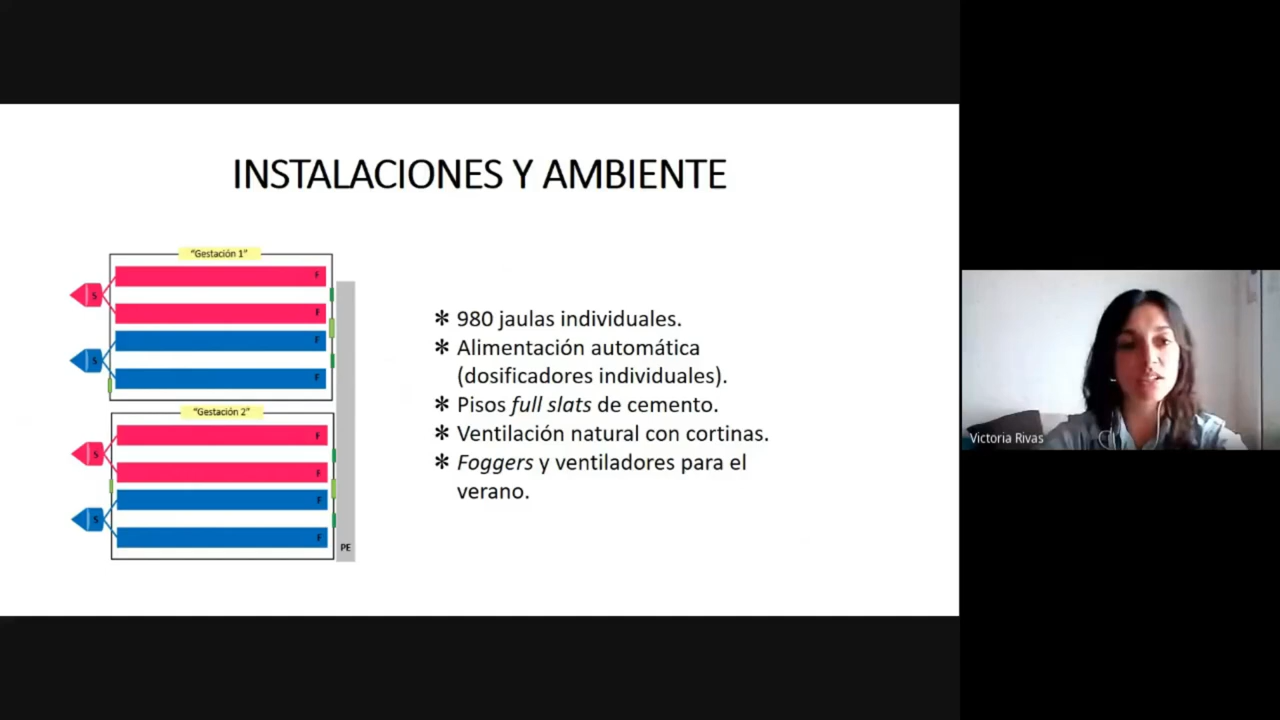 INSTALACIONES Y AMBIENTE
"Gestación 1"
F
S
F
F
S
F
"Gestación 2"
F
S
F
F
S
F
PE
✻ 980 jaulas individuales.
✻ Alimentación automática
(dosificadores individuales).
✻ Pisos full slats de cemento.
✻ Ventilación natural con cortinas.
✻ Foggers y ventiladores para el
verano.
Victoria Rivas